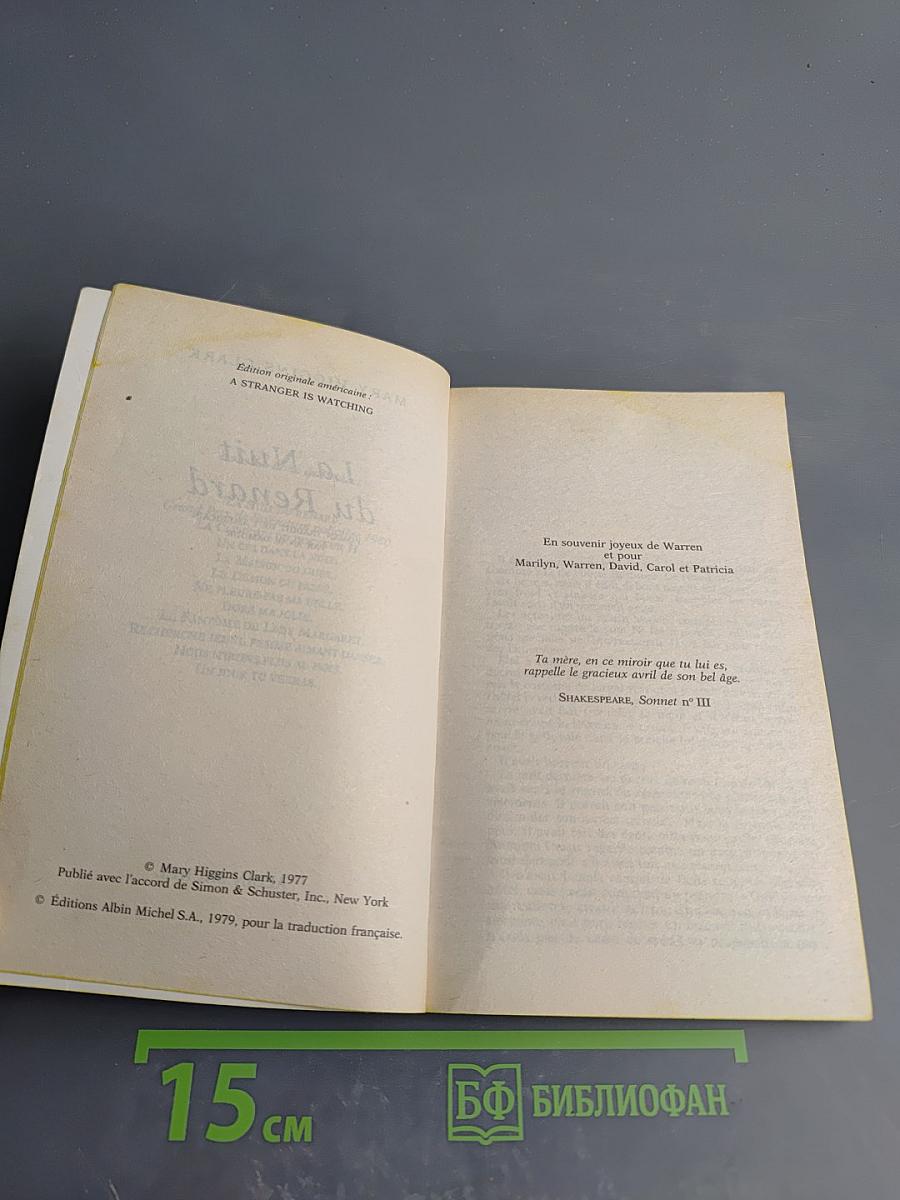 Édition originale américaine :
A STRANGER IS WATCHING
© Mary Higgins Clark, 1977
Publié avec l'accord de Simon & Schuster, Inc., New York
© Éditions Albin Michel S.A., 1979, pour la traduction française.
En souvenir joyeux de Warren
et pour
Marilyn, Warren, David, Carol et Patricia
Ta mère, en ce miroir que tu lui es,
rappelle le gracieux avril de son bel âge.
SHAKESPEARE, Sonnet nº III
15 см
БФ БИБЛИОФАН